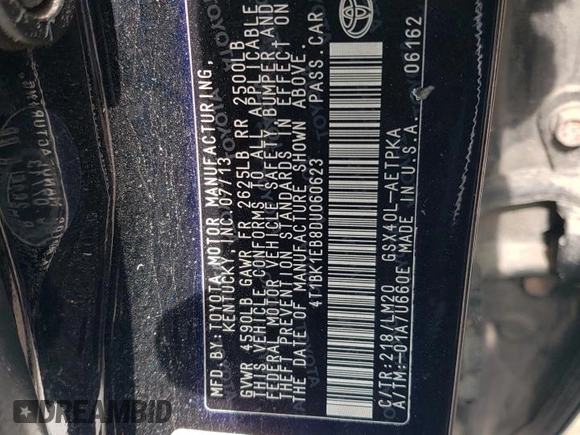 MFD. BY: TOYOTA MOTOR MANUFACTURING,
KENTUCKY, INC. 07/13
GVWR 4590LB GAWR FR 2625LB RR 2500LB
THIS VEHICLE CONFORMS TO ALL APPLICABLE
FEDERAL MOTOR VEHICLE SAFETY, BUMPER, AND
THEFT PREVENTION STANDARDS IN EFFECT ON
THE DATE OF MANUFACTURE SHOWN ABOVE.
4T1BK1EB8DU060623 PASS. CAR
C/TR: 218/LM20 GSX40L-AETPKA
A/TM: -01A/U660E MADE IN U.S.A.
06162
TOYOTA
DREAMBID